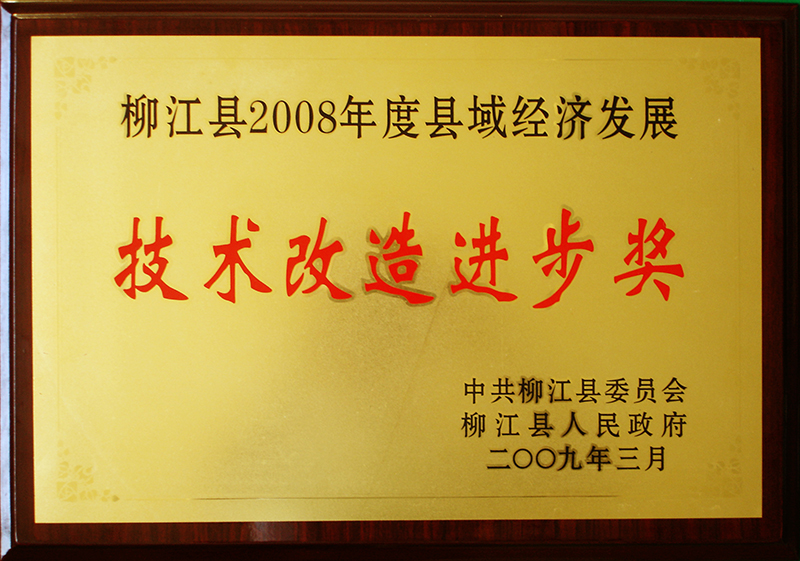 柳江县2008年度县域经济发展
技术改造进步奖
中共柳江县委员会
柳江县人民政府
二〇〇九年三月